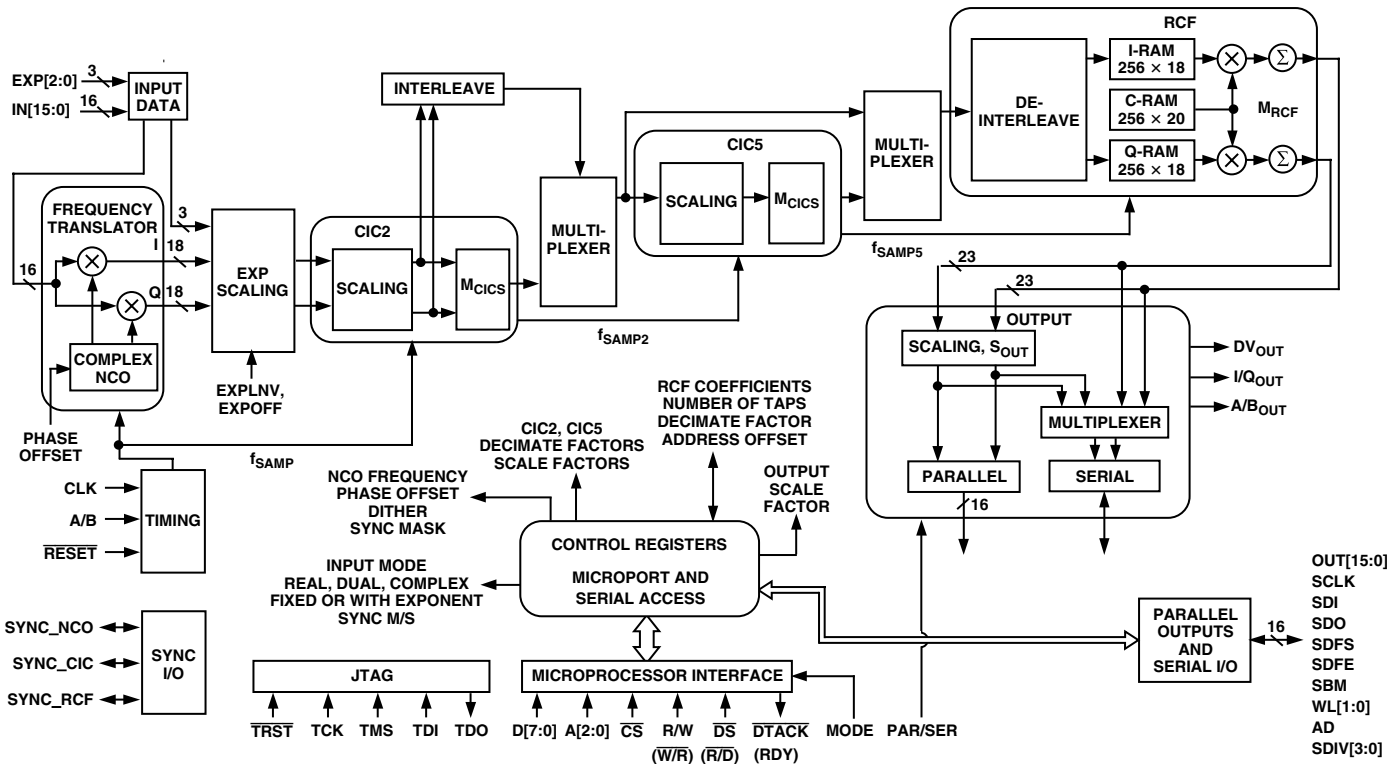 RCF
EXP[2:0]
3
IN[15:0]
16
INPUT
DATA
INTERLEAVE
DE-
INTERLEAVE
I-RAM
256 × 18
C-RAM
256 × 20
Q-RAM
256 × 18
×
Σ
MRCF
×
Σ
MULTI-
PLEXER
CIC5
SCALING
MCICS
fSAMP5
FREQUENCY
TRANSLATOR
3
I
18
×
16
Q
18
×
COMPLEX
NCO
EXP
SCALING
CIC2
SCALING
MCICS
MULTI-
PLEXER
fSAMP2
EXPLNV,
EXPOFF
PHASE
OFFSET
fSAMP
23
23
OUTPUT
SCALING, SOUT
MULTIPLEXER
PARALLEL
SERIAL
16
DVOUT
I/QOUT
A/BOUT
CLK
A/B
RESET
TIMING
NCO FREQUENCY
PHASE OFFSET
DITHER
SYNC MASK
CIC2, CIC5
DECIMATE FACTORS
SCALE FACTORS
RCF COEFFICIENTS
NUMBER OF TAPS
DECIMATE FACTOR
ADDRESS OFFSET
OUTPUT
SCALE
FACTOR
CONTROL REGISTERS
MICROPORT AND
SERIAL ACCESS
INPUT MODE
REAL, DUAL, COMPLEX
FIXED OR WITH EXPONENT
SYNC M/S
SYNC_NCO
SYNC_CIC
SYNC_RCF
SYNC
I/O
JTAG
TRST
TCK
TMS
TDI
TDO
MICROPROCESSOR INTERFACE
D[7:0]
A[2:0]
CS
R/W
(W/R)
DS
(R/D)
DTACK
(RDY)
MODE
PAR/SER
PARALLEL
OUTPUTS
AND
SERIAL I/O
16
OUT[15:0]
SCLK
SDI
SDO
SDFS
SDFE
SBM
WL[1:0]
AD
SDIV[3:0]